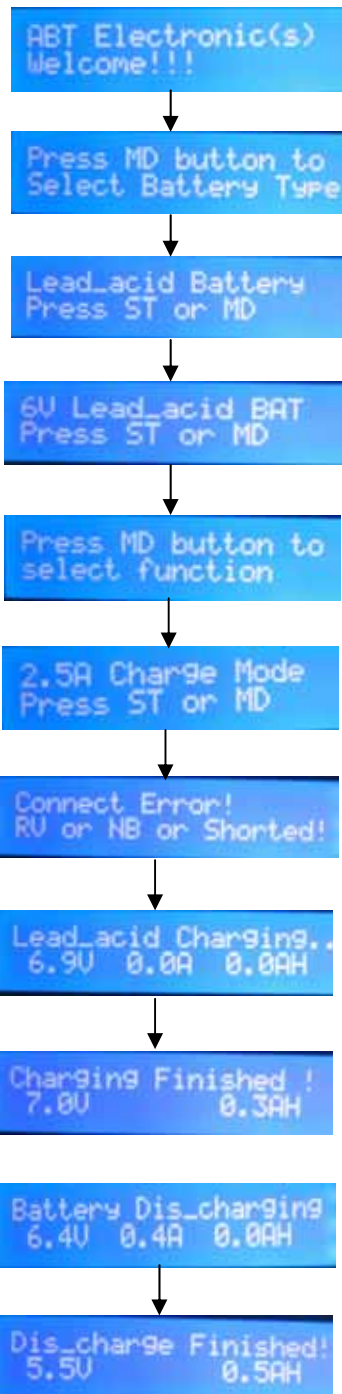 ABT Electronic(s)
Welcome!!!
Press MD button to
Select Battery Type
Lead_acid Battery
Press ST or MD
6V Lead_acid BAT
Press ST or MD
Press MD button to
select function
2.5A Charge Mode
Press ST or MD
Connect Error!
RV or NB or Shorted!
Lead_acid Charging..
6.9V 0.0A 0.0AH
Charging Finished !
7.0V 0.3AH
Battery Dis_charging
6.4V 0.4A 0.0AH
Dis_charge Finished!
5.5V 0.5AH